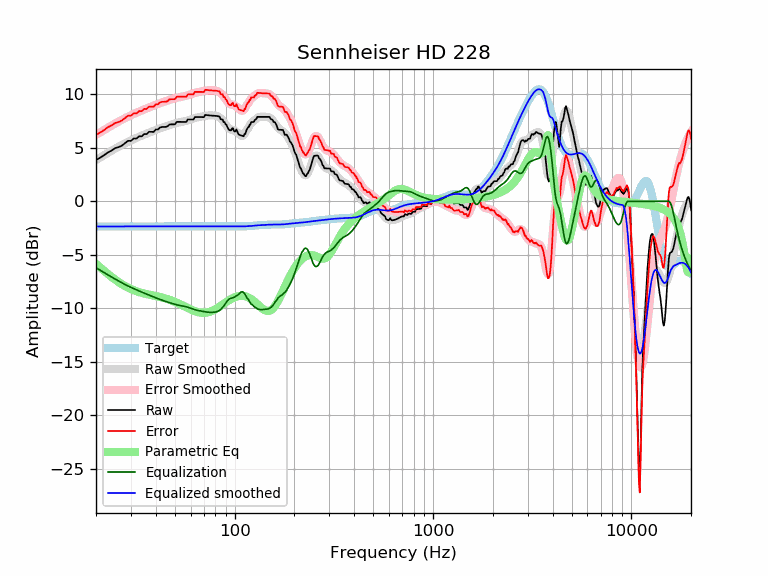 Sennheiser HD 228
10
5
0
−5
−10
−15
−20
−25
Amplitude (dBr)
Target
Raw Smoothed
Error Smoothed
Raw
Error
Parametric Eq
Equalization
Equalized smoothed
100
1000
10000
Frequency (Hz)